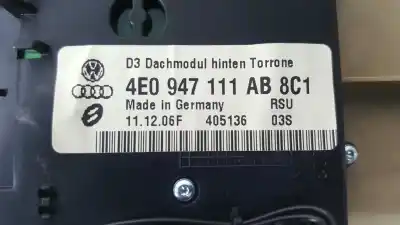 D3 Dachmodul hinten Torrone
4E0 947 111 AB 8C1
Made in Germany RSU
11.12.06F 405136 03S